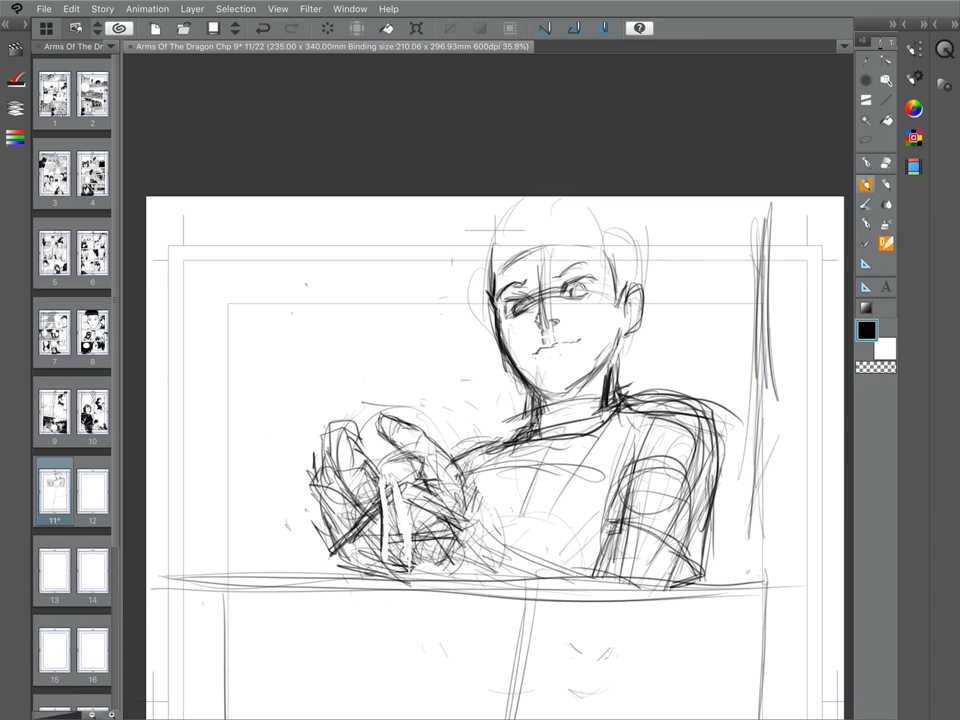 File Edit Story Animation Layer Selection View Filter Window Help
Arms Of The Dr
Arms Of The Dragon Chp 9* 11/22 (235.00 x 340.00mm Binding size:210.06 x 296.93mm 600dpi 35.8%)
1 2
3 4
5 6
7 8
9 10
11* 12
13 14
15 16
T
A
?